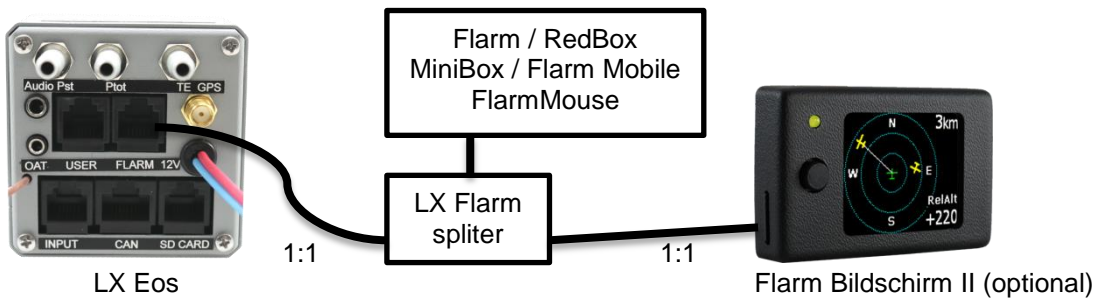 Audio Pst Ptot TE GPS
OAT USER FLARM 12V
INPUT CAN SD CARD
LX Eos
1:1
Flarm / RedBox
MiniBox / Flarm Mobile
FlarmMouse
LX Flarm
spliter
1:1
N 3km
W E
RelAlt
S +220
Flarm Bildschirm II (optional)